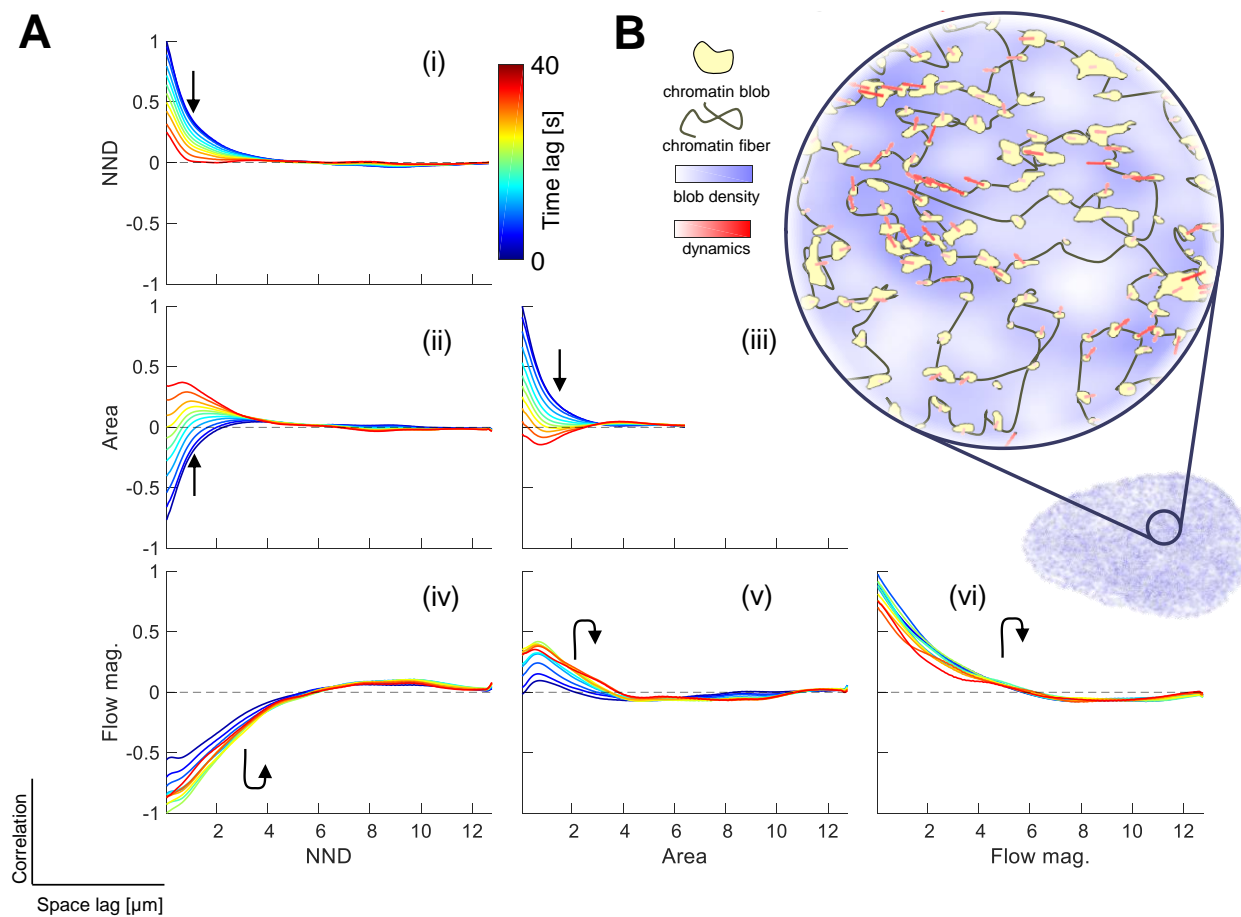 A
B
1
0.5
0
-0.5
-1
NND
(i)
40
Time lag [s]
0
chromatin blob
chromatin fiber
blob density
dynamics
1
0.5
0
-0.5
-1
Area
(ii)
(iii)
1
0.5
0
-0.5
-1
Flow mag.
(iv)
(v)
(vi)
2 4 6 8 10 12
NND
2 4 6 8 10 12
Area
2 4 6 8 10 12
Flow mag.
Correlation
Space lag [μm]